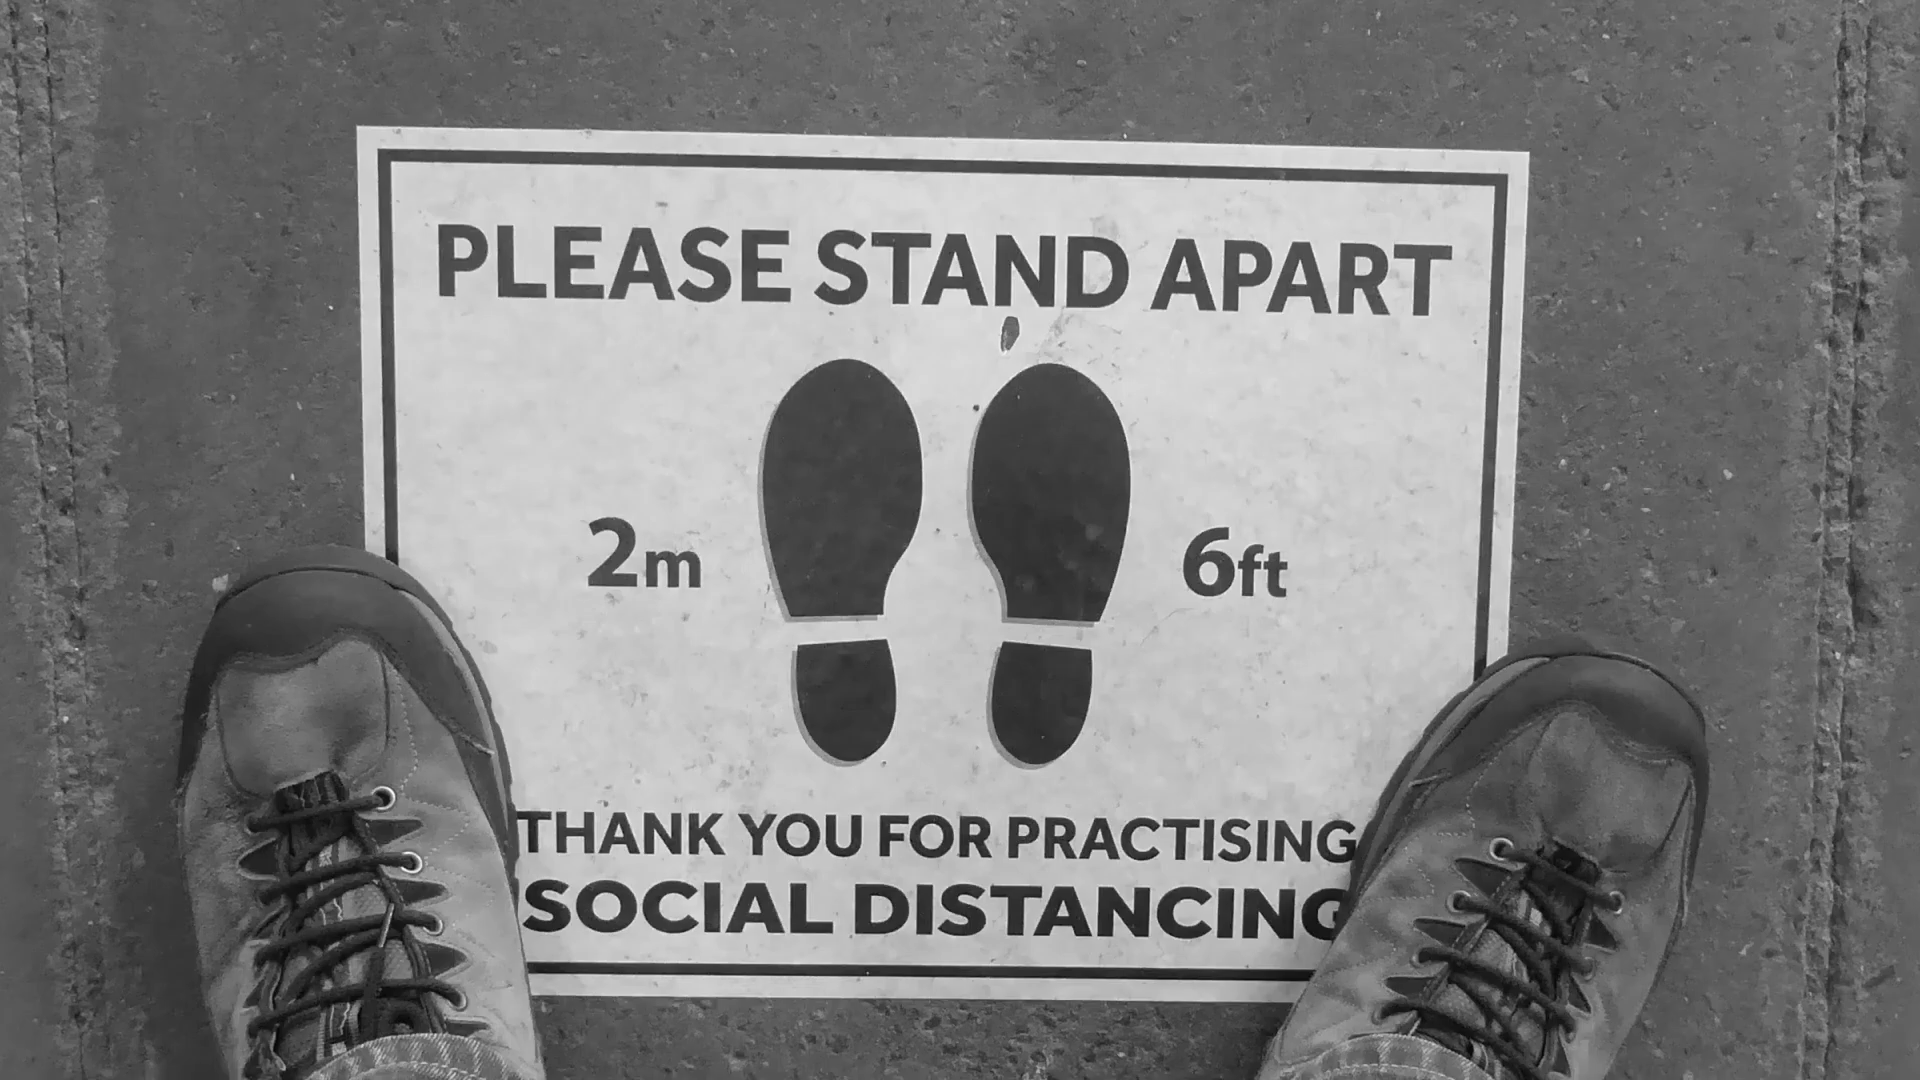 PLEASE STAND APART
2m 6ft
THANK YOU FOR PRACTISING
SOCIAL DISTANCING